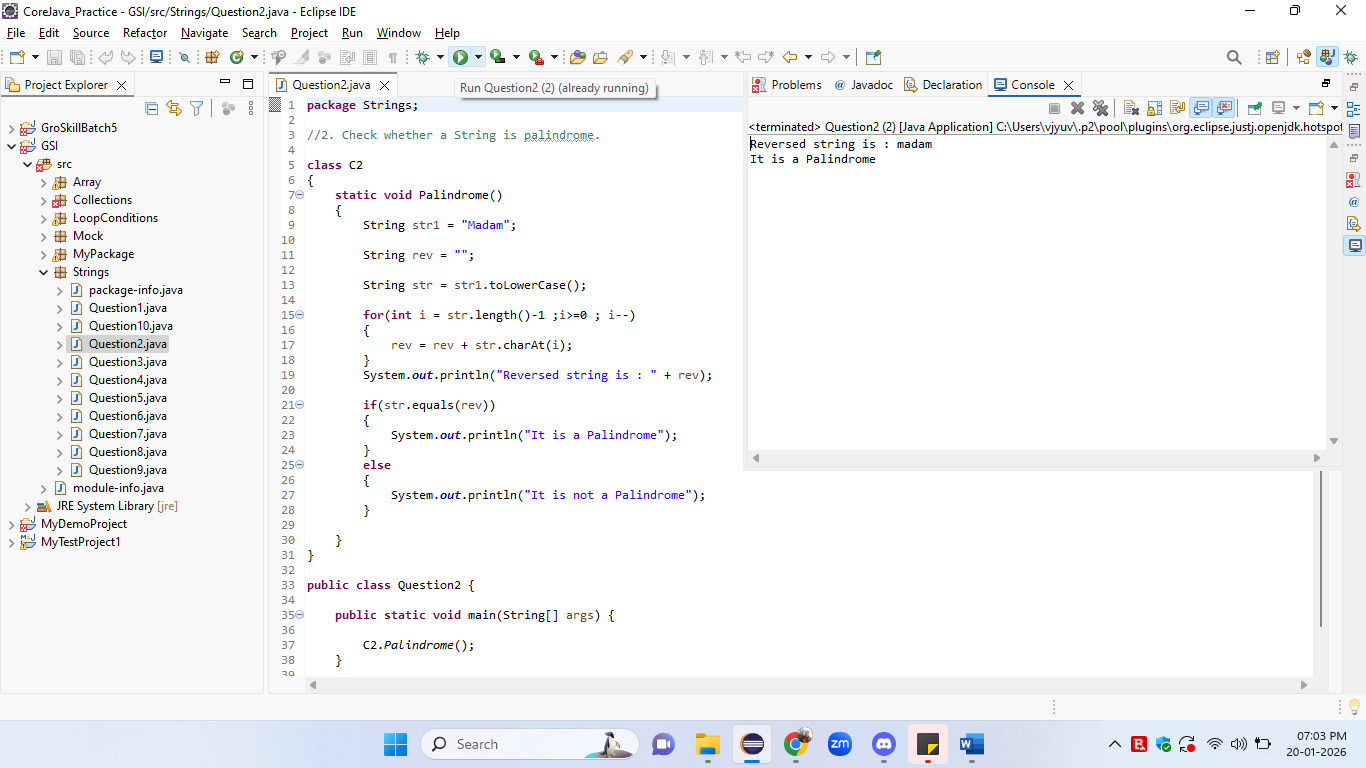 CoreJava_Practice - GSI/src/Strings/Question2.java - Eclipse IDE
File Edit Source Refactor Navigate Search Project Run Window Help
Project Explorer
GroSkillBatch5
GSI
src
Array
Collections
LoopConditions
Mock
MyPackage
Strings
package-info.java
Question1.java
Question10.java
Question2.java
Question3.java
Question4.java
Question5.java
Question6.java
Question7.java
Question8.java
Question9.java
module-info.java
JRE System Library [jre]
MyDemoProject
MyTestProject1
Question2.java
Run Question2 (2) (already running)
1 package Strings;
2
3 //2. Check whether a String is palindrome.
4
5 class C2
6 {
7 static void Palindrome()
8 {
9 String str1 = "Madam";
10
11 String rev = "";
12
13 String str = str1.toLowerCase();
14
15 for(int i = str.length()-1 ;i>=0 ; i--)
16 {
17 rev = rev + str.charAt(i);
18 }
19 System.out.println("Reversed string is : " + rev);
20
21 if(str.equals(rev))
22 {
23 System.out.println("It is a Palindrome");
24 }
25 else
26 {
27 System.out.println("It is not a Palindrome");
28 }
29
30 }
31 }
32
33 public class Question2 {
34
35 public static void main(String[] args) {
36
37 C2.Palindrome();
38 }
39
Problems Javadoc Declaration Console
<terminated> Question2 (2) [Java Application] C:\Users\vjyuv\.p2\pool\plugins\org.eclipse.justj.openjdk.hotspot
Reversed string is : madam
It is a Palindrome
Search
zm
07:03 PM
20-01-2026